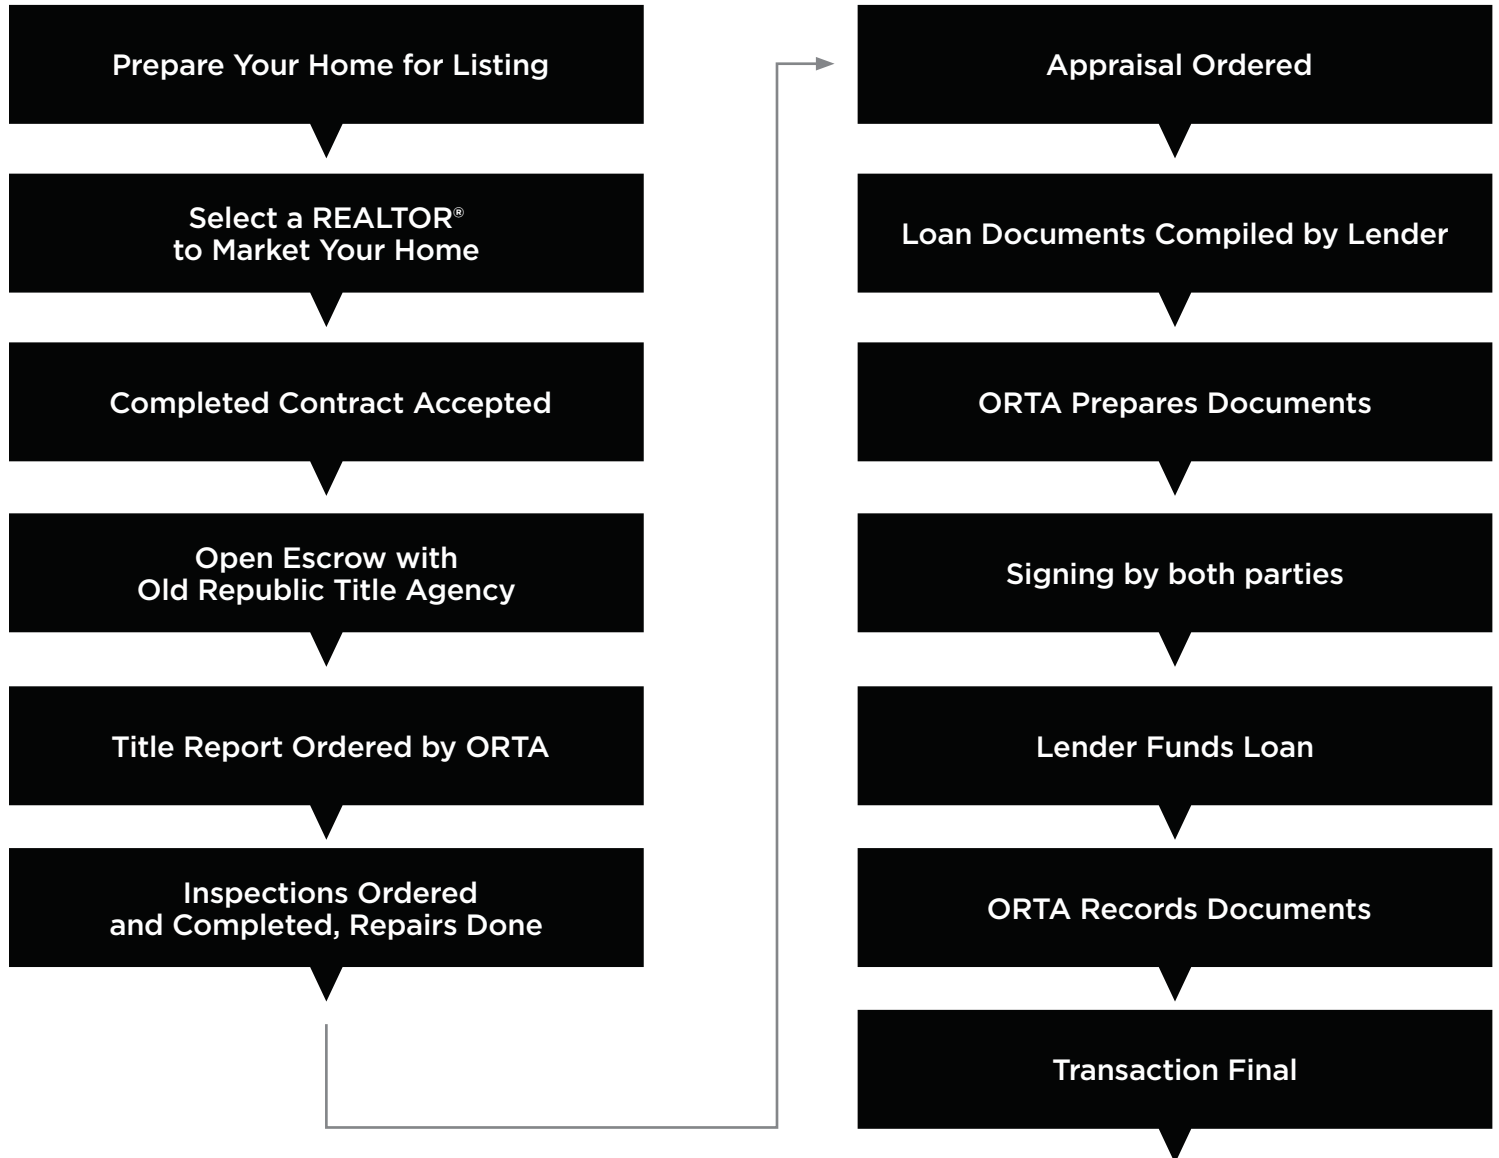 Prepare Your Home for Listing
Select a REALTOR®
to Market Your Home
Completed Contract Accepted
Open Escrow with
Old Republic Title Agency
Title Report Ordered by ORTA
Inspections Ordered
and Completed, Repairs Done
Appraisal Ordered
Loan Documents Compiled by Lender
ORTA Prepares Documents
Signing by both parties
Lender Funds Loan
ORTA Records Documents
Transaction Final